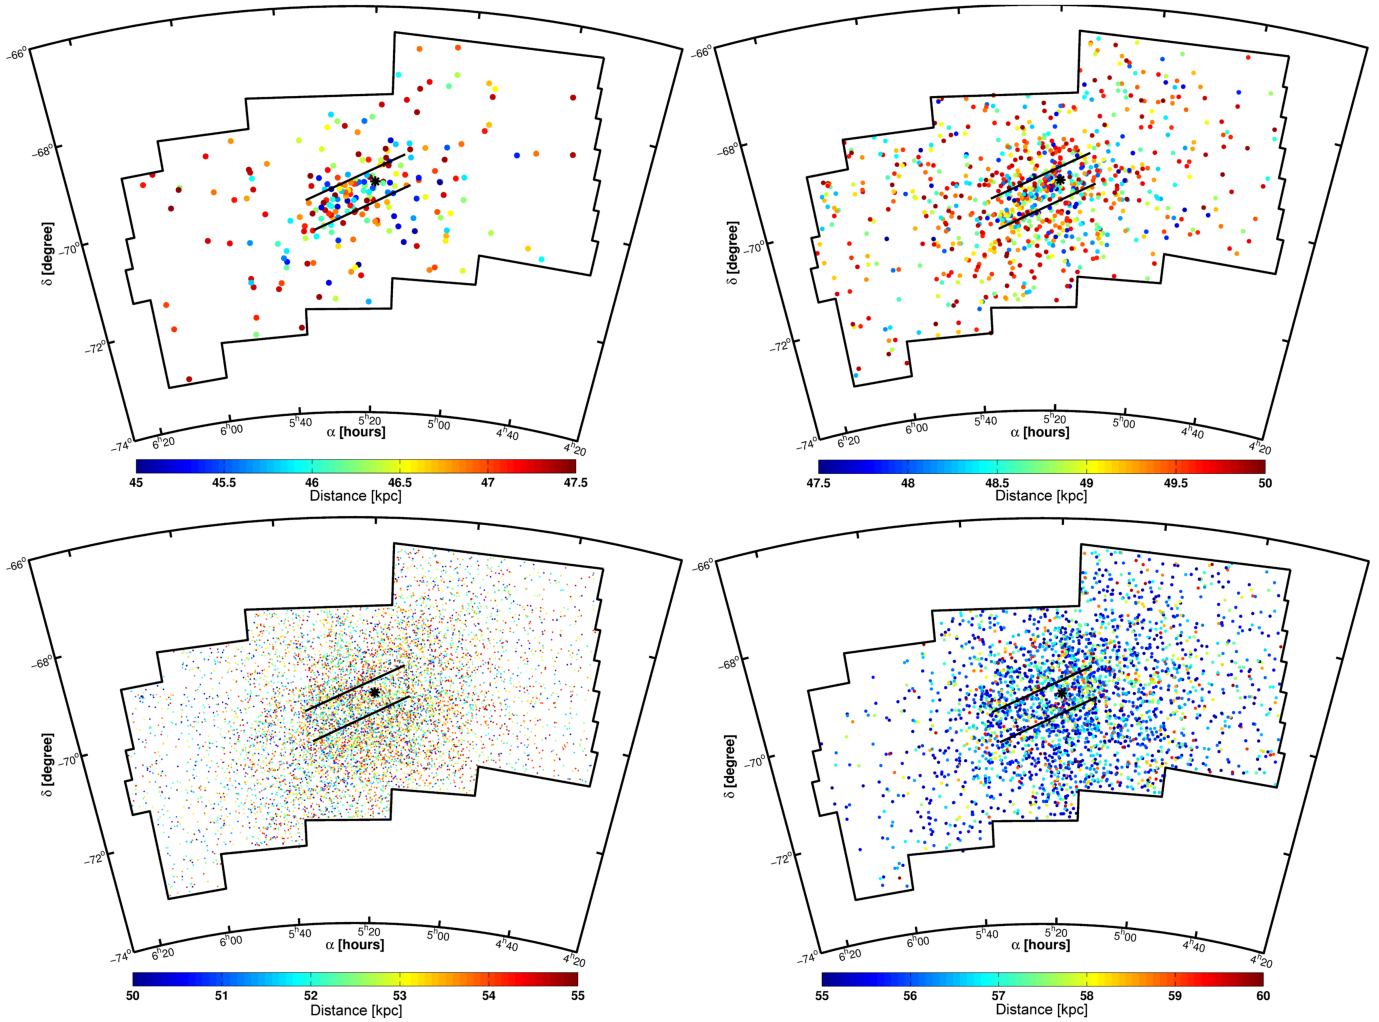 −66°
−68°
−70°
−72°
−74°
δ [degree]
6ʰ20 6ʰ00 5ʰ40 5ʰ20 5ʰ00 4ʰ40 4ʰ20
α [hours]
45 45.5 46 46.5 47 47.5
Distance [kpc]
−66°
−68°
−70°
−72°
−74°
δ [degree]
6ʰ20 6ʰ00 5ʰ40 5ʰ20 5ʰ00 4ʰ40 4ʰ20
α [hours]
47.5 48 48.5 49 49.5 50
Distance [kpc]
−66°
−68°
−70°
−72°
−74°
δ [degree]
6ʰ20 6ʰ00 5ʰ40 5ʰ20 5ʰ00 4ʰ40 4ʰ20
α [hours]
50 51 52 53 54 55
Distance [kpc]
−66°
−68°
−70°
−72°
−74°
δ [degree]
6ʰ20 6ʰ00 5ʰ40 5ʰ20 5ʰ00 4ʰ40 4ʰ20
α [hours]
55 56 57 58 59 60
Distance [kpc]